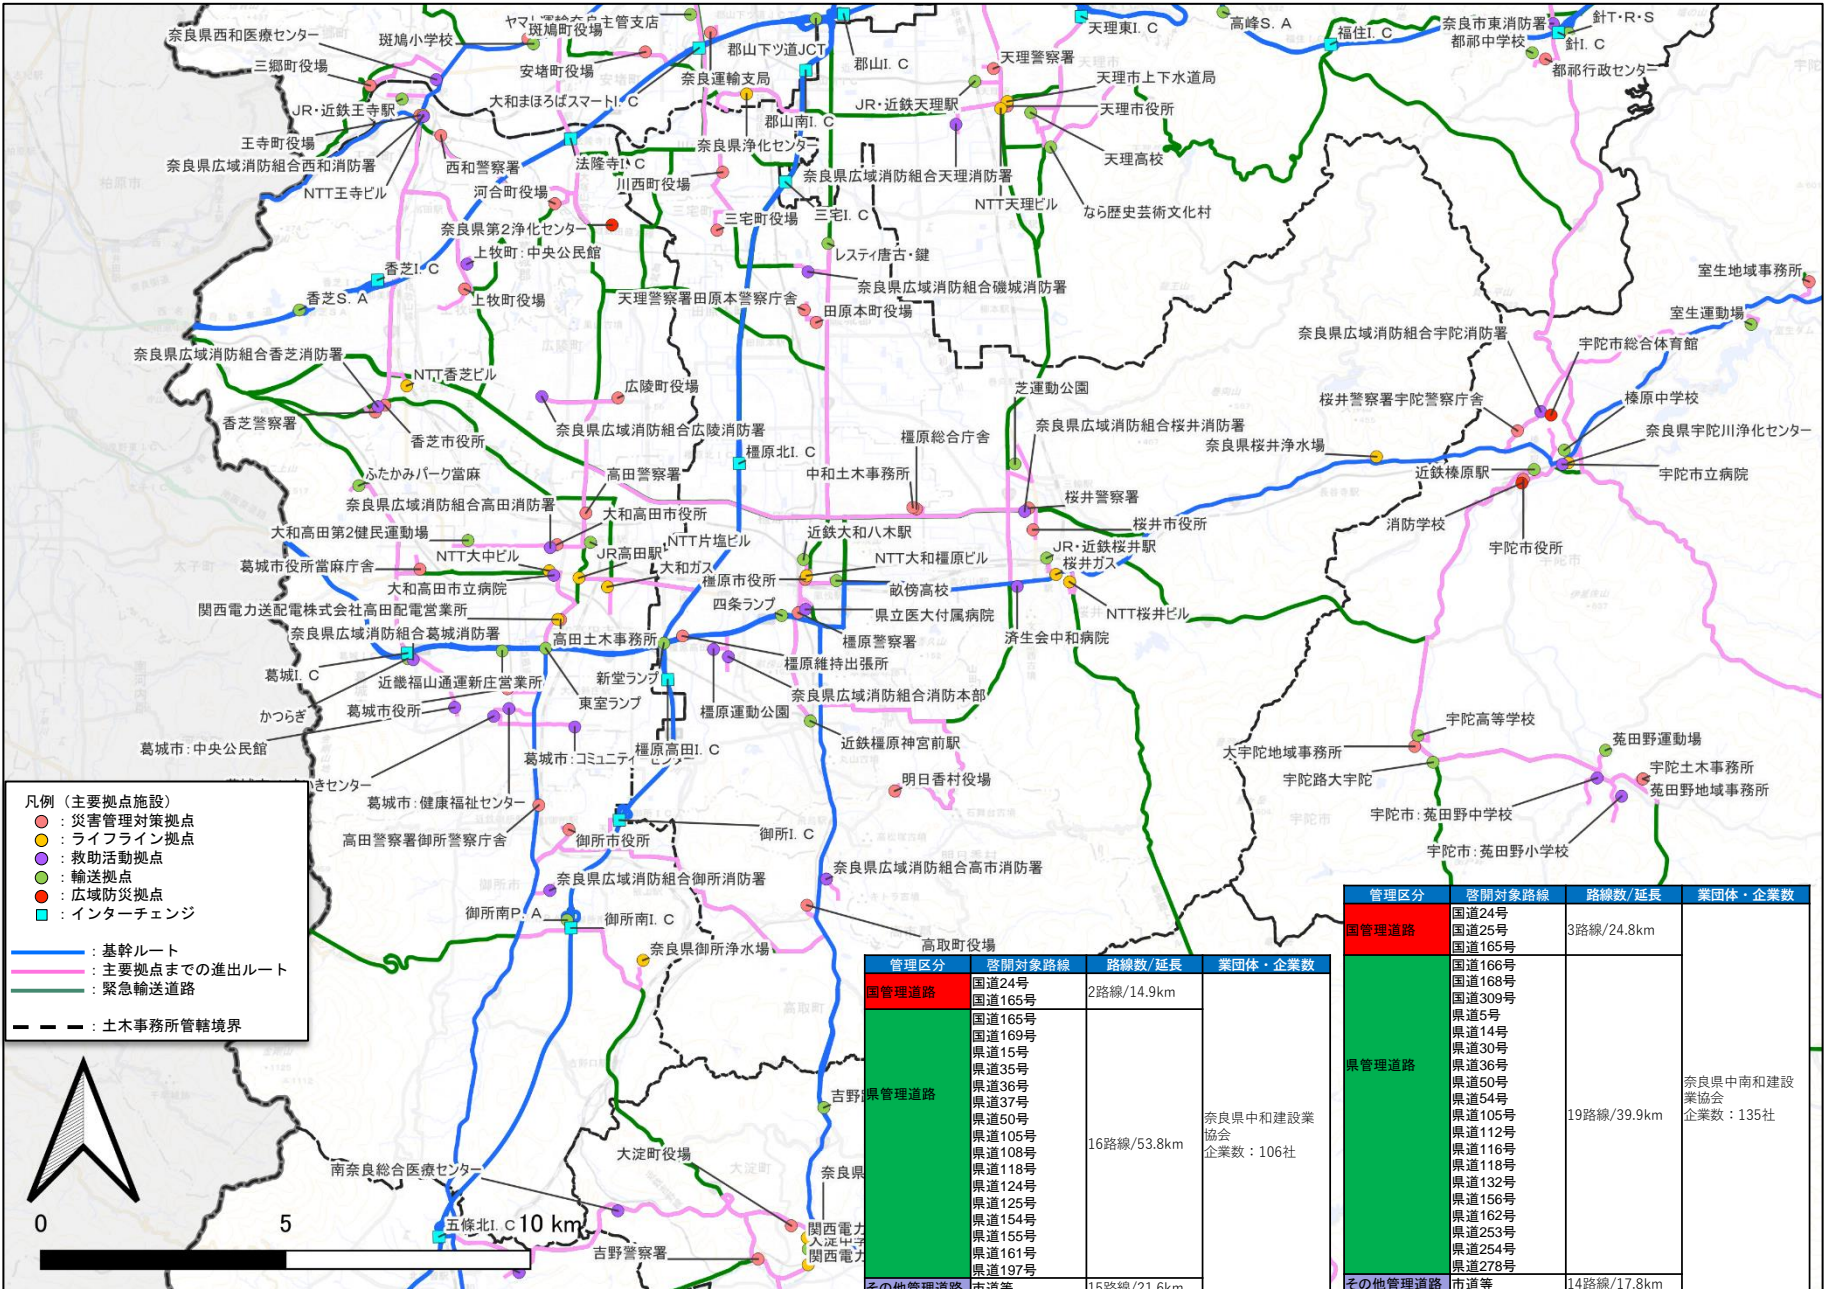 ヤマト運輸奈良主管支店
奈良県西和医療センター
斑鳩町役場
斑鳩小学校
三郷町役場
安堵町役場
奈良運輸支局
郡山下ツ道JCT
郡山I. C
天理東I. C
高峰S. A
福住I. C
奈良市東消防署
針T・R・S
都祁中学校
針I. C
都祁行政センター
天理警察署
天理市上下水道局
大和まほろばスマートI. C
JR・近鉄天理駅
天理市役所
JR・近鉄王寺駅
郡山南I. C
王寺町役場
奈良県浄化センター
天理高校
奈良県広域消防組合西和消防署
西和警察署
法隆寺I. C
川西町役場
奈良県広域消防組合天理消防署
NTT王寺ビル
河合町役場
三宅町役場
三宅I. C
NTT天理ビル
なら歴史芸術文化村
奈良県第2浄化センター
上牧町：中央公民館
レスティ唐古・鍵
香芝I. C
室生地域事務所
香芝S. A
上牧町役場
奈良県広域消防組合磯城消防署
天理警察署田原本警察庁舎
田原本町役場
室生運動場
奈良県広域消防組合宇陀消防署
宇陀市総合体育館
奈良県広域消防組合香芝消防署
広陵町
NTT香芝ビル
広陵町役場
芝運動公園
桜井警察署宇陀警察庁舎
榛原中学校
香芝警察署
香芝市役所
奈良県広域消防組合広陵消防署
橿原総合庁舎
奈良県広域消防組合桜井消防署
奈良県桜井浄水場
奈良県宇陀川浄化センター
ふたかみパーク當麻
高田警察署
橿原北I. C
中和土木事務所
近鉄榛原駅
宇陀市立病院
奈良県広域消防組合高田消防署
大和高田市役所
桜井警察署
消防学校
大和高田第2健民運動場
NTT片塩ビル
近鉄大和八木駅
桜井市役所
宇陀市役所
NTT大中ビル
JR高田駅
大和ガス
NTT大和橿原ビル
JR・近鉄桜井駅
葛城市役所當麻庁舎
大和高田市立病院
橿原市役所
畝傍高校
桜井ガス
関西電力送配電株式会社高田配電営業所
四条ランプ
県立医大付属病院
NTT桜井ビル
奈良県広域消防組合葛城消防署
高田土木事務所
橿原警察署
済生会中和病院
橿原維持出張所
葛城I. C
近畿福山通運新庄営業所
新堂ランプ
奈良県広域消防組合消防本部
かつらぎ
葛城市役所
東室ランプ
橿原運動公園
宇陀高等学校
葛城市：中央公民館
葛城市：コミュニティーセンター
橿原高田I. C
近鉄橿原神宮前駅
大宇陀地域事務所
菟田野運動場
きセンター
明日香村役場
宇陀路大宇陀
宇陀土木事務所
菟田野地域事務所
葛城市：健康福祉センター
宇陀市：菟田野中学校
高田警察署御所警察庁舎
御所市役所
御所I. C
宇陀市：菟田野小学校
奈良県広域消防組合御所消防署
奈良県広域消防組合高市消防署
御所南P. A
御所南I. C
奈良県御所浄水場
高取町役場
高取町
吉野
南奈良総合医療センター
大淀町役場
大淀町
奈良県
五條北I. C
吉野警察署
関西電力
大淀中学
関西電力
凡例（主要拠点施設）
：災害管理対策拠点
：ライフライン拠点
：救助活動拠点
：輸送拠点
：広域防災拠点
：インターチェンジ
：基幹ルート
：主要拠点までの進出ルート
：緊急輸送道路
：土木事務所管轄境界
0 5 10 km
管理区分 啓開対象路線 路線数/延長 業団体・企業数
国管理道路
国道24号
国道165号
2路線/14.9km
県管理道路
国道165号
国道169号
県道15号
県道35号
県道36号
県道37号
県道50号
県道105号
県道108号
県道118号
県道124号
県道125号
県道154号
県道155号
県道161号
県道197号
16路線/53.8km
奈良県中和建設業
協会
企業数：106社
その他管理道路 市道等 15路線/21.6km
管理区分 啓開対象路線 路線数/延長 業団体・企業数
国管理道路
国道24号
国道25号
国道165号
3路線/24.8km
県管理道路
国道166号
国道168号
国道309号
県道5号
県道14号
県道30号
県道36号
県道50号
県道54号
県道105号
県道112号
県道116号
県道118号
県道132号
県道156号
県道162号
県道253号
県道254号
県道278号
19路線/39.9km
奈良県中南和建設
業協会
企業数：135社
その他管理道路 市道等 14路線/17.8km